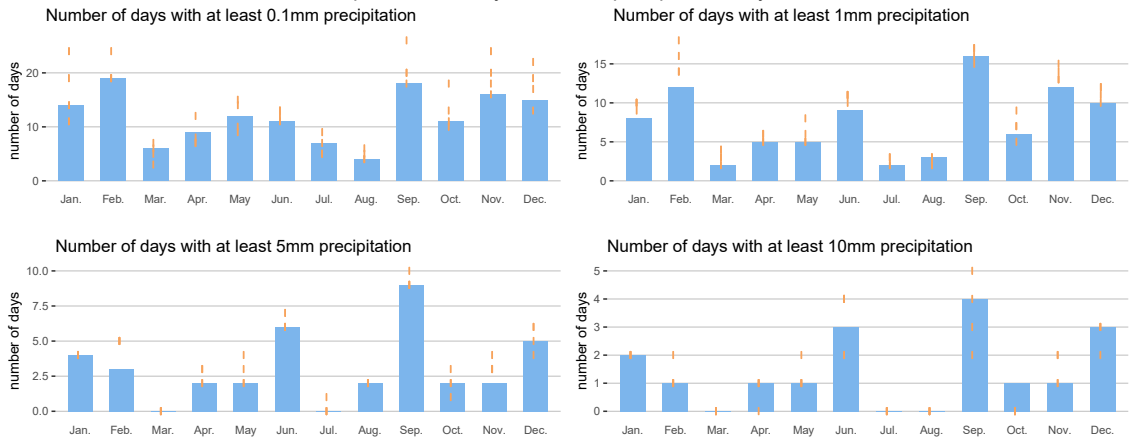 Number of days with at least 0.1mm precipitation
number of days
20
10
0
Jan. Feb. Mar. Apr. May Jun. Jul. Aug. Sep. Oct. Nov. Dec.
Number of days with at least 1mm precipitation
number of days
15
10
5
0
Jan. Feb. Mar. Apr. May Jun. Jul. Aug. Sep. Oct. Nov. Dec.
Number of days with at least 5mm precipitation
number of days
10.0
7.5
5.0
2.5
0.0
Jan. Feb. Mar. Apr. May Jun. Jul. Aug. Sep. Oct. Nov. Dec.
Number of days with at least 10mm precipitation
number of days
5
4
3
2
1
0
Jan. Feb. Mar. Apr. May Jun. Jul. Aug. Sep. Oct. Nov. Dec.